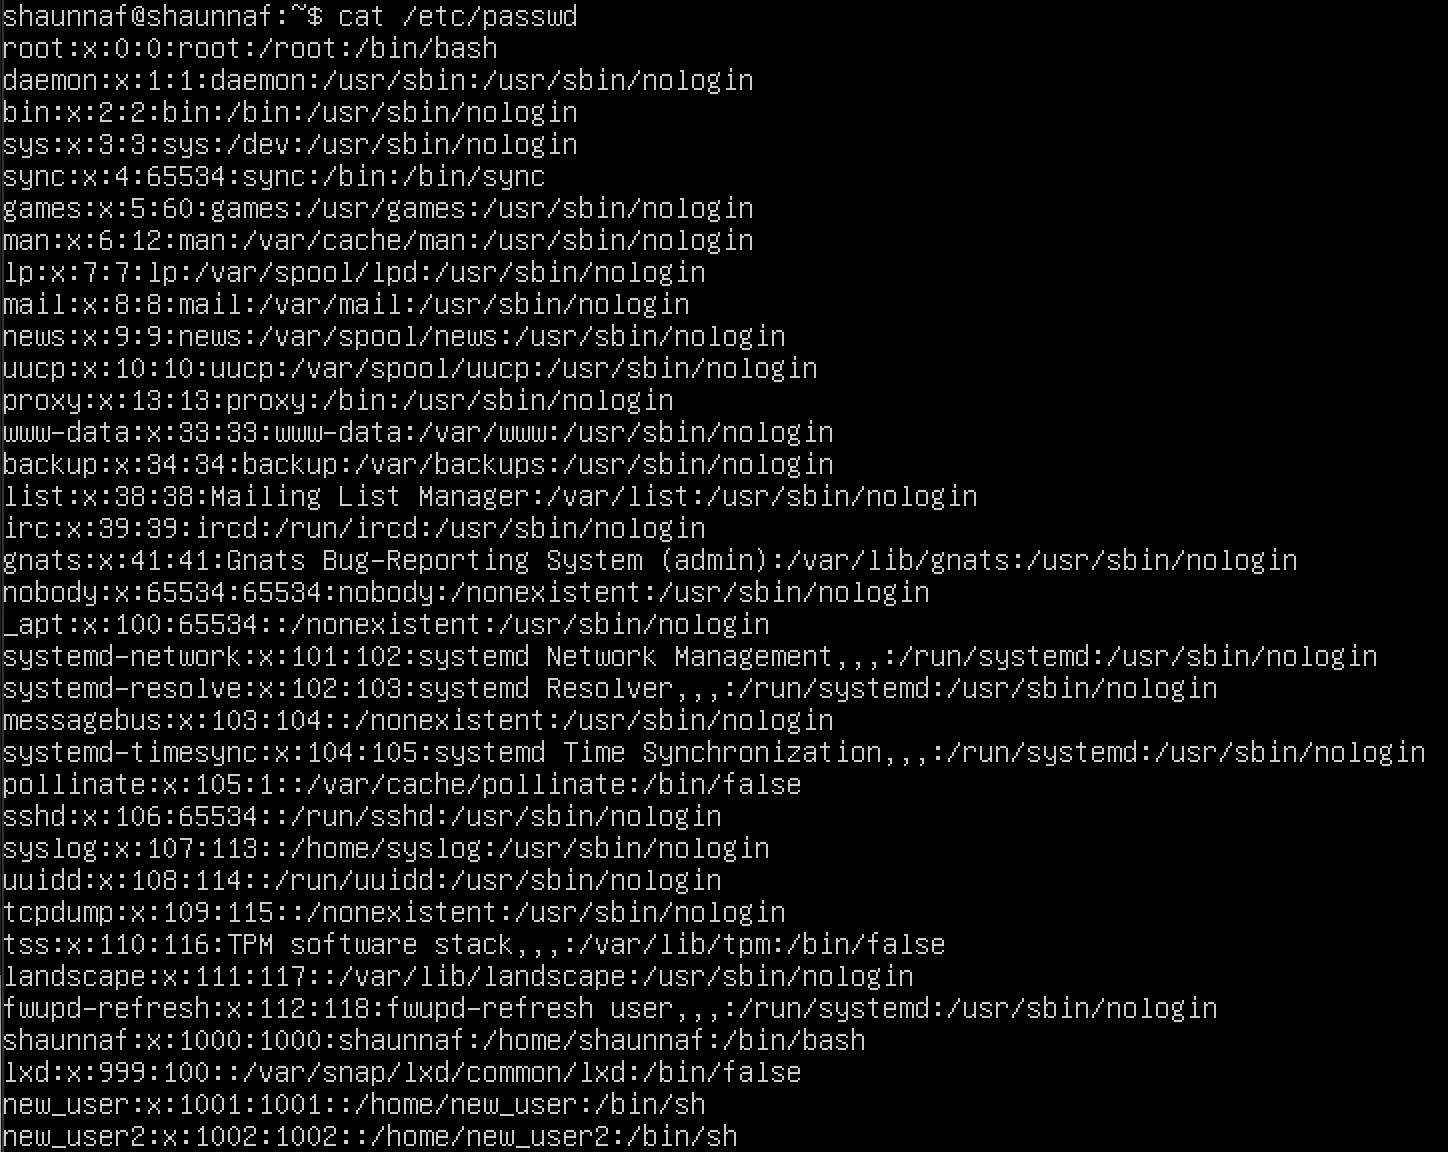 shaunnaf@shaunnaf:~$ cat /etc/passwd
root:x:0:0:root:/root:/bin/bash
daemon:x:1:1:daemon:/usr/sbin:/usr/sbin/nologin
bin:x:2:2:bin:/bin:/usr/sbin/nologin
sys:x:3:3:sys:/dev:/usr/sbin/nologin
sync:x:4:65534:sync:/bin:/bin/sync
games:x:5:60:games:/usr/games:/usr/sbin/nologin
man:x:6:12:man:/var/cache/man:/usr/sbin/nologin
lp:x:7:7:lp:/var/spool/lpd:/usr/sbin/nologin
mail:x:8:8:mail:/var/mail:/usr/sbin/nologin
news:x:9:9:news:/var/spool/news:/usr/sbin/nologin
uucp:x:10:10:uucp:/var/spool/uucp:/usr/sbin/nologin
proxy:x:13:13:proxy:/bin:/usr/sbin/nologin
www-data:x:33:33:www-data:/var/www:/usr/sbin/nologin
backup:x:34:34:backup:/var/backups:/usr/sbin/nologin
list:x:38:38:Mailing List Manager:/var/list:/usr/sbin/nologin
irc:x:39:39:ircd:/run/ircd:/usr/sbin/nologin
gnats:x:41:41:Gnats Bug-Reporting System (admin):/var/lib/gnats:/usr/sbin/nologin
nobody:x:65534:65534:nobody:/nonexistent:/usr/sbin/nologin
_apt:x:100:65534::/nonexistent:/usr/sbin/nologin
systemd-network:x:101:102:systemd Network Management,,,:/run/systemd:/usr/sbin/nologin
systemd-resolve:x:102:103:systemd Resolver,,,:/run/systemd:/usr/sbin/nologin
messagebus:x:103:104::/nonexistent:/usr/sbin/nologin
systemd-timesync:x:104:105:systemd Time Synchronization,,,:/run/systemd:/usr/sbin/nologin
pollinate:x:105:1::/var/cache/pollinate:/bin/false
sshd:x:106:65534::/run/sshd:/usr/sbin/nologin
syslog:x:107:113::/home/syslog:/usr/sbin/nologin
uuidd:x:108:114::/run/uuidd:/usr/sbin/nologin
tcpdump:x:109:115::/nonexistent:/usr/sbin/nologin
tss:x:110:116:TPM software stack,,,:/var/lib/tpm:/bin/false
landscape:x:111:117::/var/lib/landscape:/usr/sbin/nologin
fwupd-refresh:x:112:118:fwupd-refresh user,,,:/run/systemd:/usr/sbin/nologin
shaunnaf:x:1000:1000:shaunnaf:/home/shaunnaf:/bin/bash
lxd:x:999:100::/var/snap/lxd/common/lxd:/bin/false
new_user:x:1001:1001::/home/new_user:/bin/sh
new_user2:x:1002:1002::/home/new_user2:/bin/sh